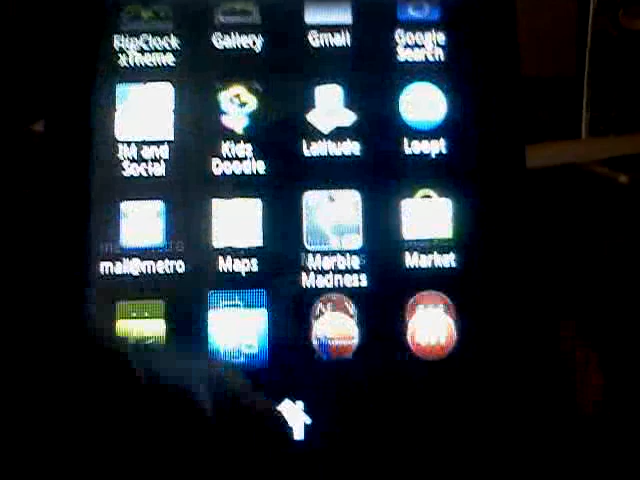 FlipClock
xTheme
Gallery
Gmail
Google
Search
IM and
Social
Kids
Doodle
Latitude
Loopt
mail@metro
Maps
Marble
Madness
Market